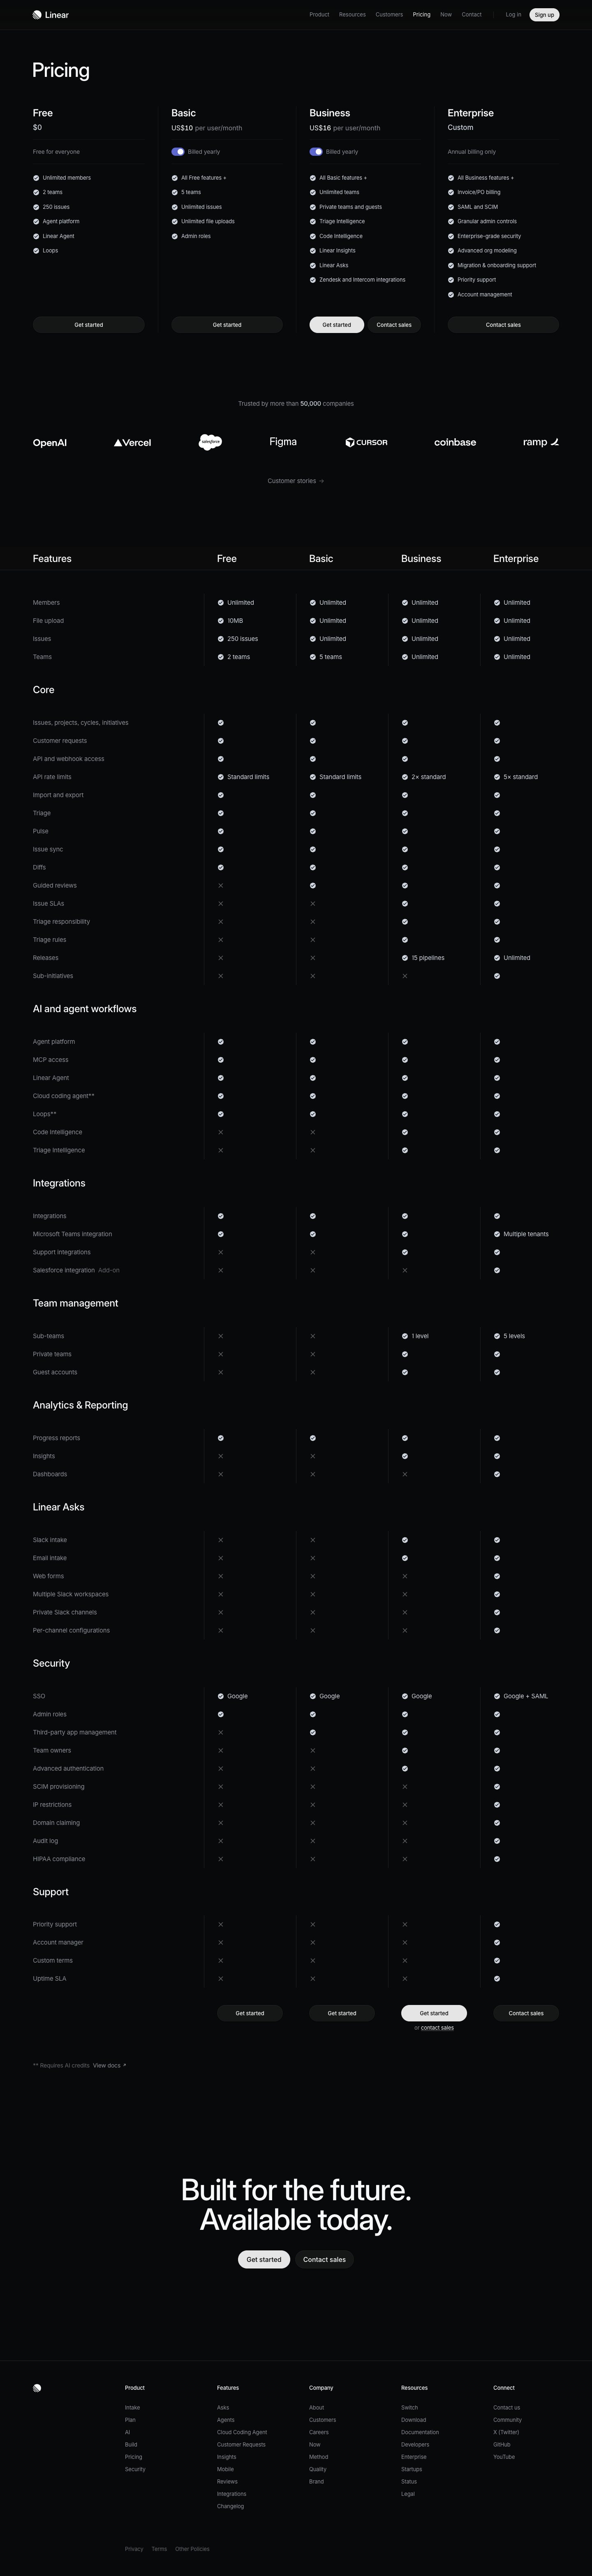 Linear
Product Resources Customers Pricing Now Contact Log in Sign up
Pricing
Free
$0
Free for everyone
Unlimited members
2 teams
250 issues
Agent platform
Linear Agent
Loops
Get started
Basic
US$10 per user/month
Billed yearly
All Free features +
5 teams
Unlimited issues
Unlimited file uploads
Admin roles
Get started
Business
US$16 per user/month
Billed yearly
All Basic features +
Unlimited teams
Private teams and guests
Triage Intelligence
Code Intelligence
Linear Insights
Linear Asks
Zendesk and Intercom integrations
Get started Contact sales
Enterprise
Custom
Annual billing only
All Business features +
Invoice/PO billing
SAML and SCIM
Granular admin controls
Enterprise-grade security
Advanced org modeling
Migration & onboarding support
Priority support
Account management
Contact sales
Trusted by more than 50,000 companies
OpenAI Vercel salesforce Figma CURSOR coinbase ramp
Customer stories →
Features Free Basic Business Enterprise
Members Unlimited Unlimited Unlimited Unlimited
File upload 10MB Unlimited Unlimited Unlimited
Issues 250 issues Unlimited Unlimited Unlimited
Teams 2 teams 5 teams Unlimited Unlimited
Core
Issues, projects, cycles, initiatives
Customer requests
API and webhook access
API rate limits Standard limits Standard limits 2× standard 5× standard
Import and export
Triage
Pulse
Issue sync
Diffs
Guided reviews
Issue SLAs
Triage responsibility
Triage rules
Releases 15 pipelines Unlimited
Sub-initiatives
AI and agent workflows
Agent platform
MCP access
Linear Agent
Cloud coding agent**
Loops**
Code Intelligence
Triage Intelligence
Integrations
Integrations
Microsoft Teams integration Multiple tenants
Support integrations
Salesforce integration Add-on
Team management
Sub-teams 1 level 5 levels
Private teams
Guest accounts
Analytics & Reporting
Progress reports
Insights
Dashboards
Linear Asks
Slack intake
Email intake
Web forms
Multiple Slack workspaces
Private Slack channels
Per-channel configurations
Security
SSO Google Google Google Google + SAML
Admin roles
Third-party app management
Team owners
Advanced authentication
SCIM provisioning
IP restrictions
Domain claiming
Audit log
HIPAA compliance
Support
Priority support
Account manager
Custom terms
Uptime SLA
Get started Get started Get started Contact sales
or contact sales
** Requires AI credits View docs ↗
Built for the future.
Available today.
Get started Contact sales
Product
Intake
Plan
AI
Build
Pricing
Security
Features
Asks
Agents
Cloud Coding Agent
Customer Requests
Insights
Mobile
Reviews
Integrations
Changelog
Company
About
Customers
Careers
Now
Method
Quality
Brand
Resources
Switch
Download
Documentation
Developers
Enterprise
Startups
Status
Legal
Connect
Contact us
Community
X (Twitter)
GitHub
YouTube
Privacy Terms Other Policies